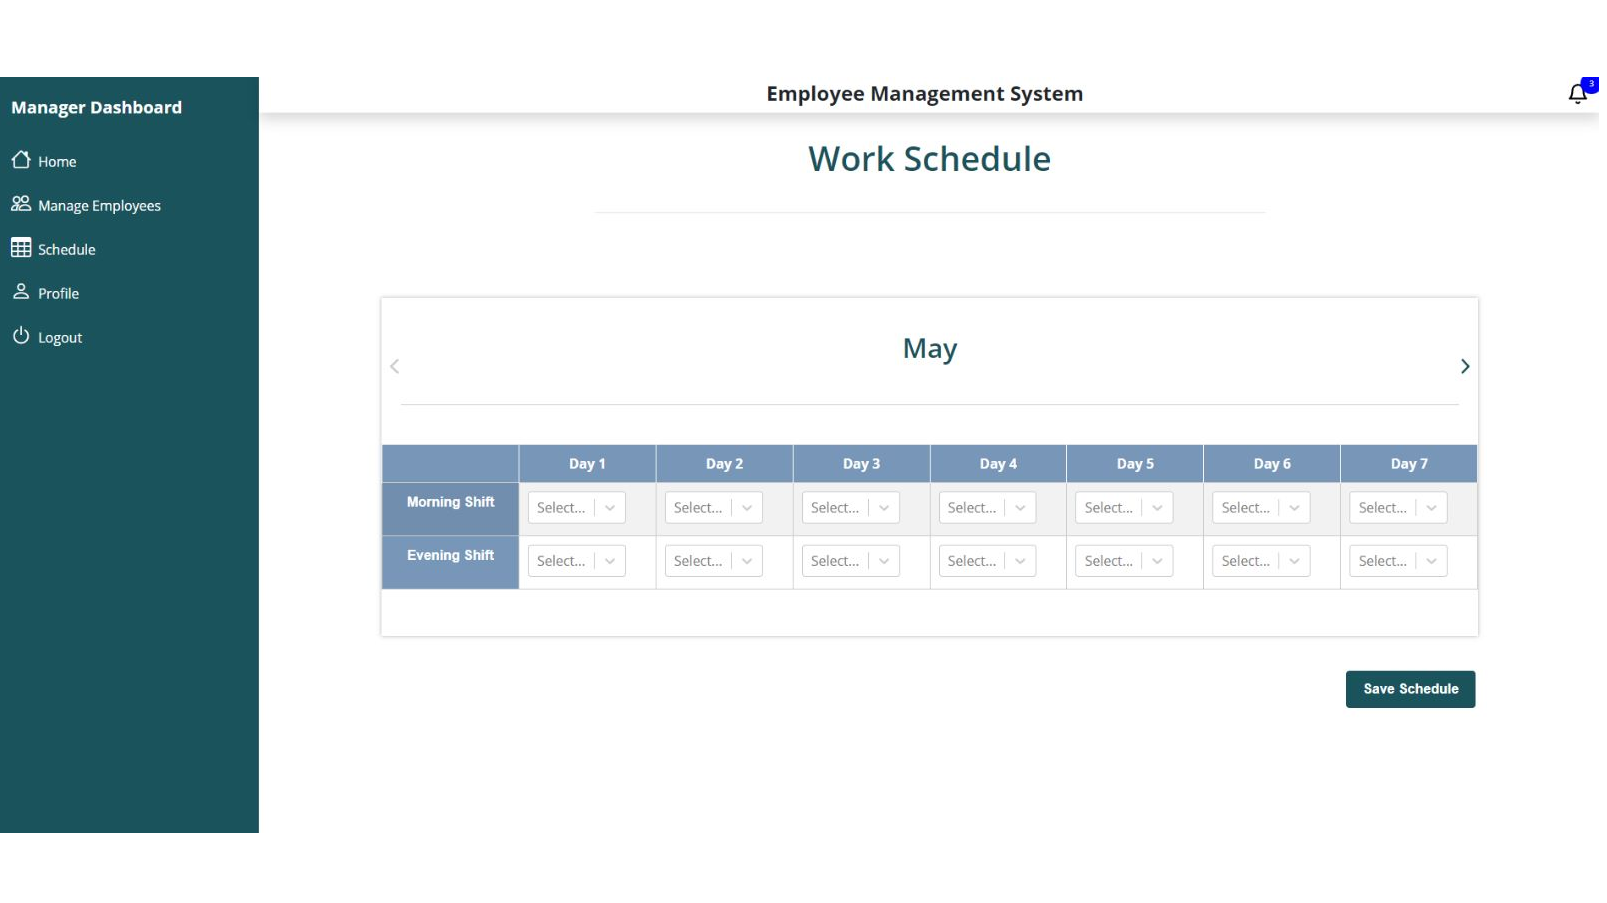 Manager Dashboard
Employee Management System
3
Home
Manage Employees
Schedule
Profile
Logout
Work Schedule
May
Day 1 Day 2 Day 3 Day 4 Day 5 Day 6 Day 7
Morning Shift Select... Select... Select... Select... Select... Select... Select...
Evening Shift Select... Select... Select... Select... Select... Select... Select...
Save Schedule